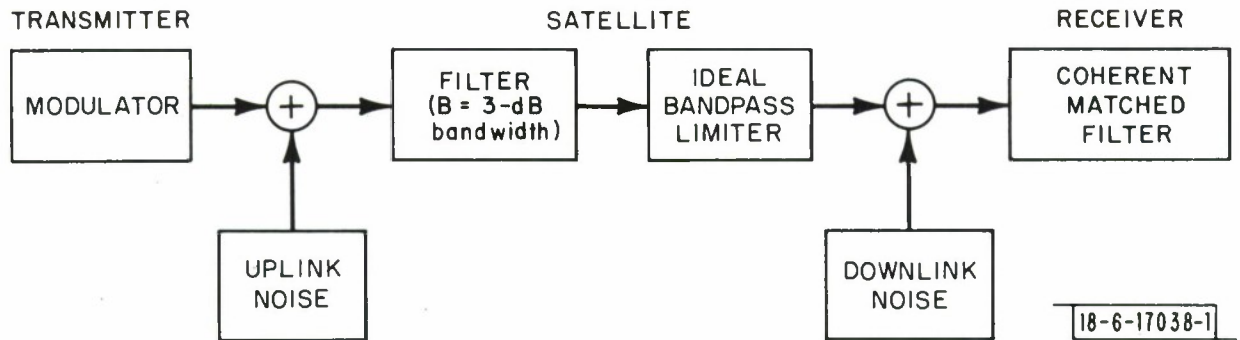 TRANSMITTER
SATELLITE
RECEIVER
MODULATOR
FILTER
(B = 3-dB
bandwidth)
IDEAL
BANDPASS
LIMITER
COHERENT
MATCHED
FILTER
+
+
UPLINK
NOISE
DOWNLINK
NOISE
18-6-17038-1